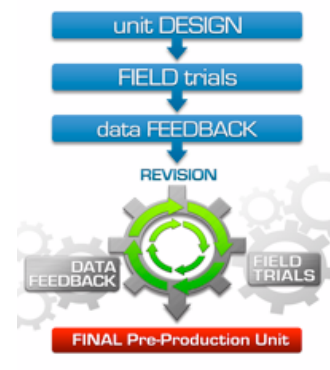 unit DESIGN
FIELD trials
data FEEDBACK
REVISION
DATA
FEEDBACK
FIELD
TRIALS
FINAL Pre-Production Unit